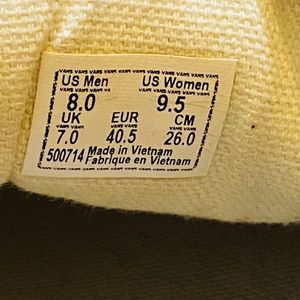 VANS VANS VANS VANS VANS VANS VANS VANS
US Men US Women
8.0 9.5
UK EUR CM
7.0 40.5 26.0
500714 Made in Vietnam
Fabriqué en Vietnam